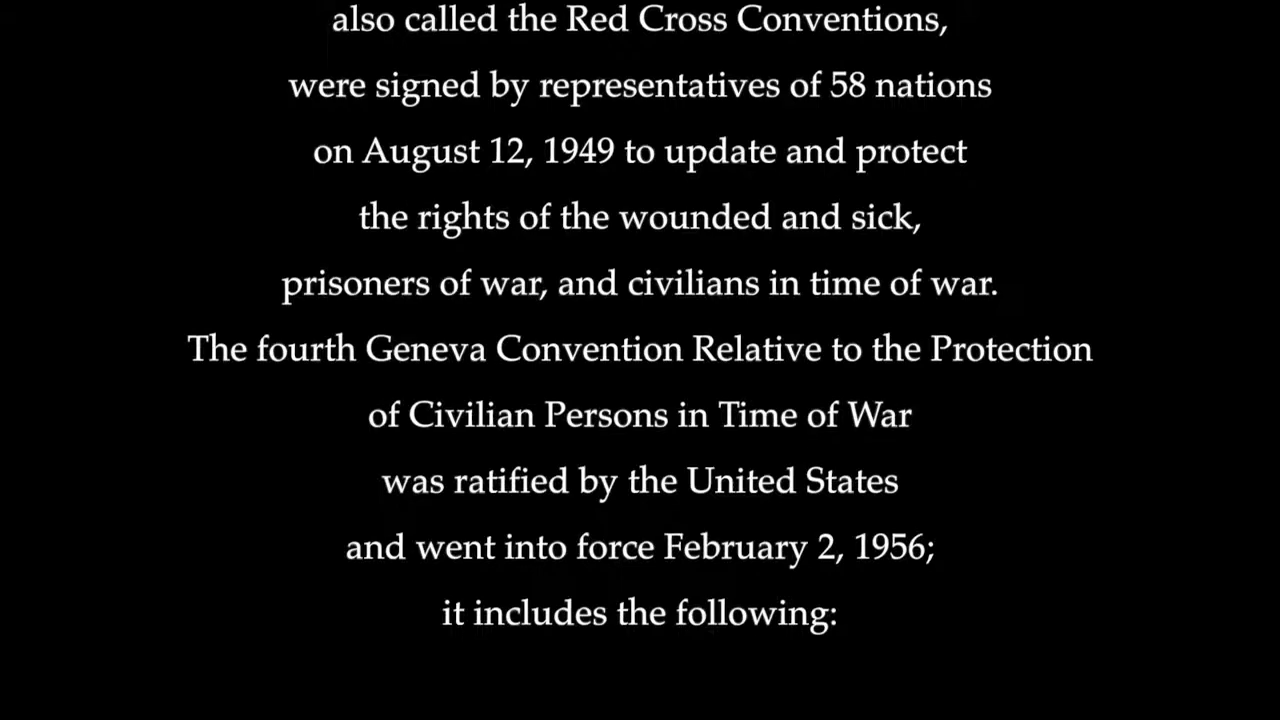 also called the Red Cross Conventions,
were signed by representatives of 58 nations
on August 12, 1949 to update and protect
the rights of the wounded and sick,
prisoners of war, and civilians in time of war.
The fourth Geneva Convention Relative to the Protection
of Civilian Persons in Time of War
was ratified by the United States
and went into force February 2, 1956;
it includes the following: